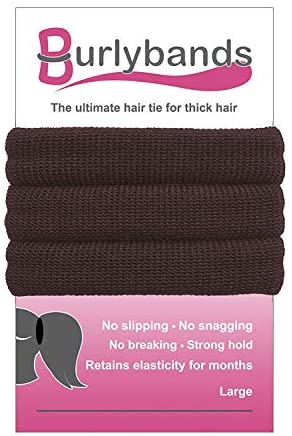 Burlybands
The ultimate hair tie for thick hair
No slipping - No snagging
No breaking - Strong hold
Retains elasticity for months
Large